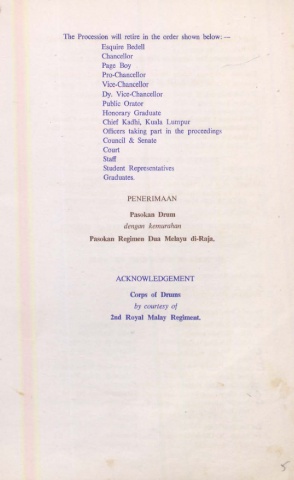 The Procession will retire in the order shown below: —
Esquire Bedell
Chancellor
Page Boy
Pro-Chancellor
Vice-Chancellor
Dy. Vice-Chancellor
Public Orator
Honorary Graduate
Chief Kadhi, Kuala Lumpur
Officers taking part in the proceedings
Council & Senate
Court
Staff
Student Representatives
Graduates.
PENERIMAAN
Pasokan Drum
dengan kemurahan
Pasokan Regimen Dua Melayu di-Raja.
ACKNOWLEDGEMENT
Corps of Drums
by courtesy of
2nd Royal Malay Regiment.